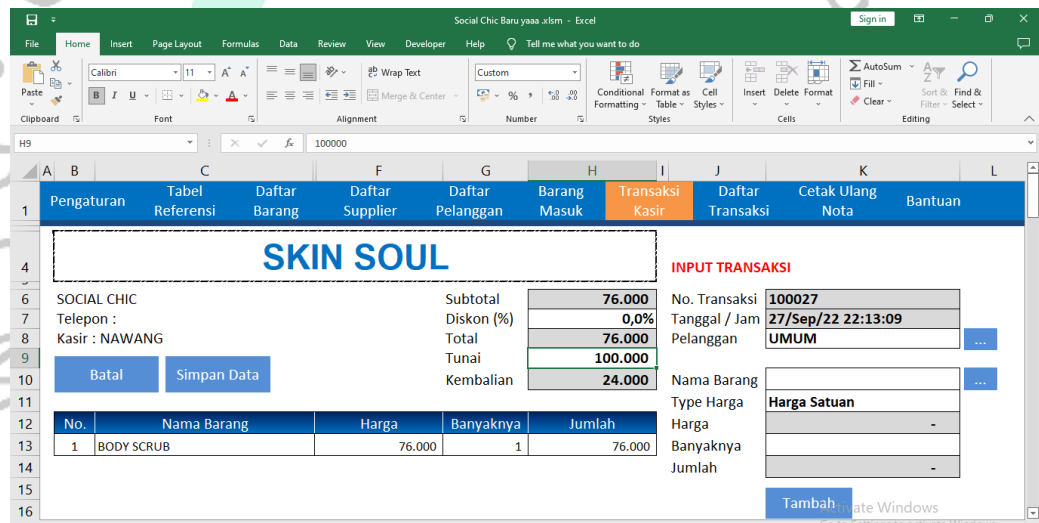 Social Chic Baru yaaa .xlsm - Excel
Sign in
File Home Insert Page Layout Formulas Data Review View Developer Help Tell me what you want to do
Paste
Calibri 11 A A
B I U A
Wrap Text
Merge & Center
Custom
% , .00
Conditional Formatting
Format as Table
Cell Styles
Insert Delete Format
AutoSum
Fill
Clear
Sort & Filter
Find & Select
Clipboard Font Alignment Number Styles Cells Editing
H9 fx 100000
A B C F G H I J K L
1 Pengaturan Tabel Referensi Daftar Barang Daftar Supplier Daftar Pelanggan Barang Masuk Transaksi Kasir Daftar Transaksi Cetak Ulang Nota Bantuan
4 SKIN SOUL INPUT TRANSAKSI
6 SOCIAL CHIC Subtotal 76.000 No. Transaksi 100027
7 Telepon : Diskon (%) 0,0% Tanggal / Jam 27/Sep/22 22:13:09
8 Kasir : NAWANG Total 76.000 Pelanggan UMUM ...
9 Tunai 100.000
Batal Simpan Data
10 Kembalian 24.000 Nama Barang ...
11 Type Harga Harga Satuan
12 No. Nama Barang Harga Banyaknya Jumlah Harga -
13 1 BODY SCRUB 76.000 1 76.000 Banyaknya
14 Jumlah -
15
Tambah
16
Activate Windows